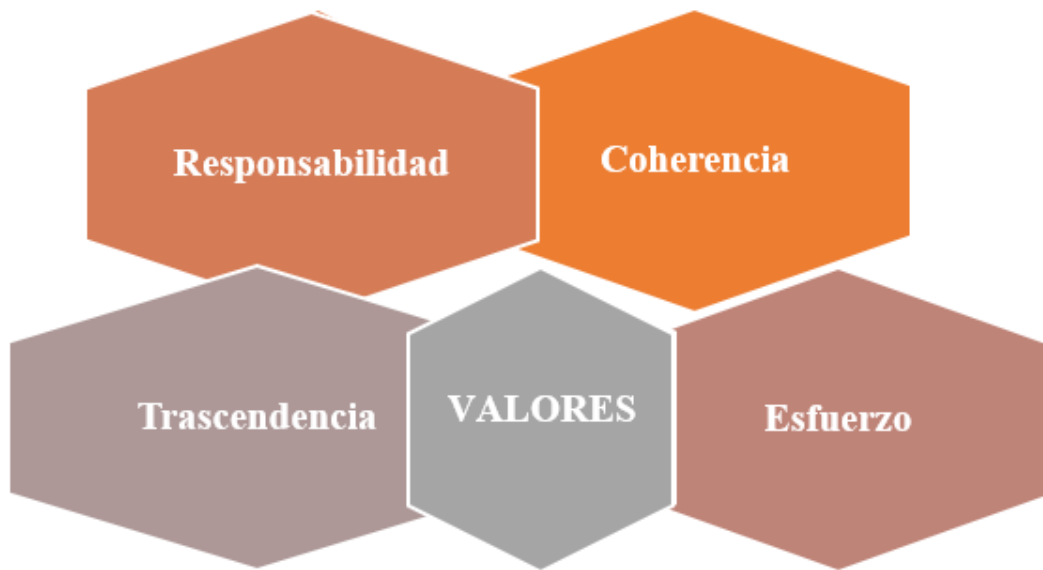 Responsabilidad
Coherencia
Trascendencia
VALORES
Esfuerzo